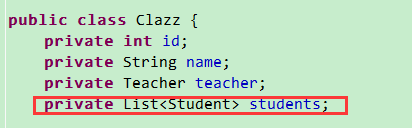 public class Clazz {
private int id;
private String name;
private Teacher teacher;
private List<Student> students;